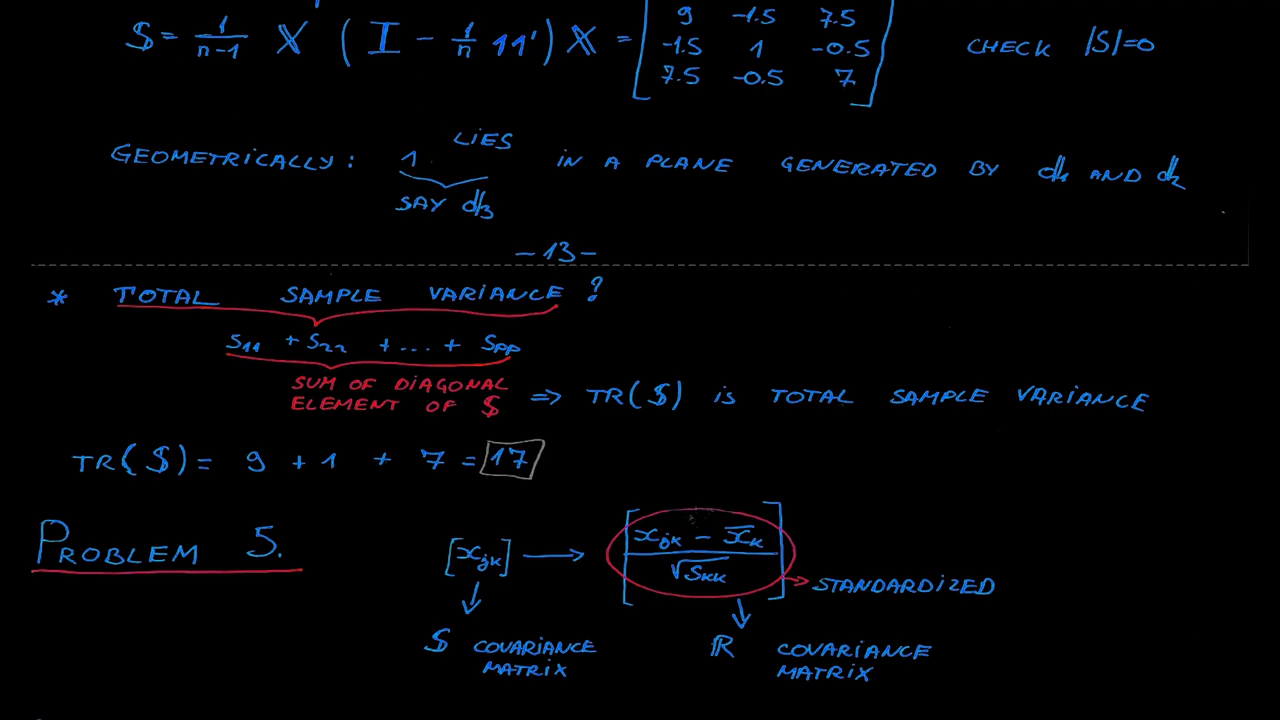 S = 1/(n-1) X' ( I - 1/n 11' ) X = [ 9 -1.5 7.5
-1.5 1 -0.5
7.5 -0.5 7 ]
CHECK |S|=0
GEOMETRICALLY: 1 LIES IN A PLANE GENERATED BY d1 AND d2
SAY d3
-13-
* TOTAL SAMPLE VARIANCE ?
S11 + S22 + ... + Spp
SUM OF DIAGONAL
ELEMENT OF S
=> TR(S) IS TOTAL SAMPLE VARIANCE
TR(S) = 9 + 1 + 7 = 17
PROBLEM 5.
[xjk] → [ (xjk - x̄k) / √Skk ]
→ STANDARDIZED
S COVARIANCE
MATRIX
R COVARIANCE
MATRIX